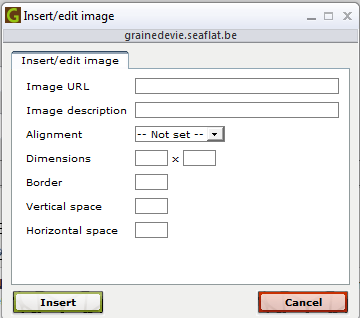 Insert/edit image
grainedevie.seaflat.be
Insert/edit image
Image URL
Image description
Alignment -- Not set --
Dimensions x
Border
Vertical space
Horizontal space
Insert Cancel